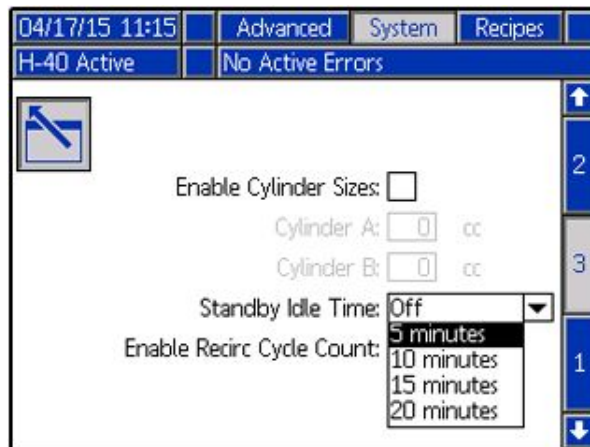 04/17/15 11:15 Advanced System Recipes
H-40 Active No Active Errors
2
Enable Cylinder Sizes:
Cylinder A: 0 cc
Cylinder B: 0 cc
3
Standby Idle Time: Off
5 minutes
Enable Recirc Cycle Count:
10 minutes
1
15 minutes
20 minutes